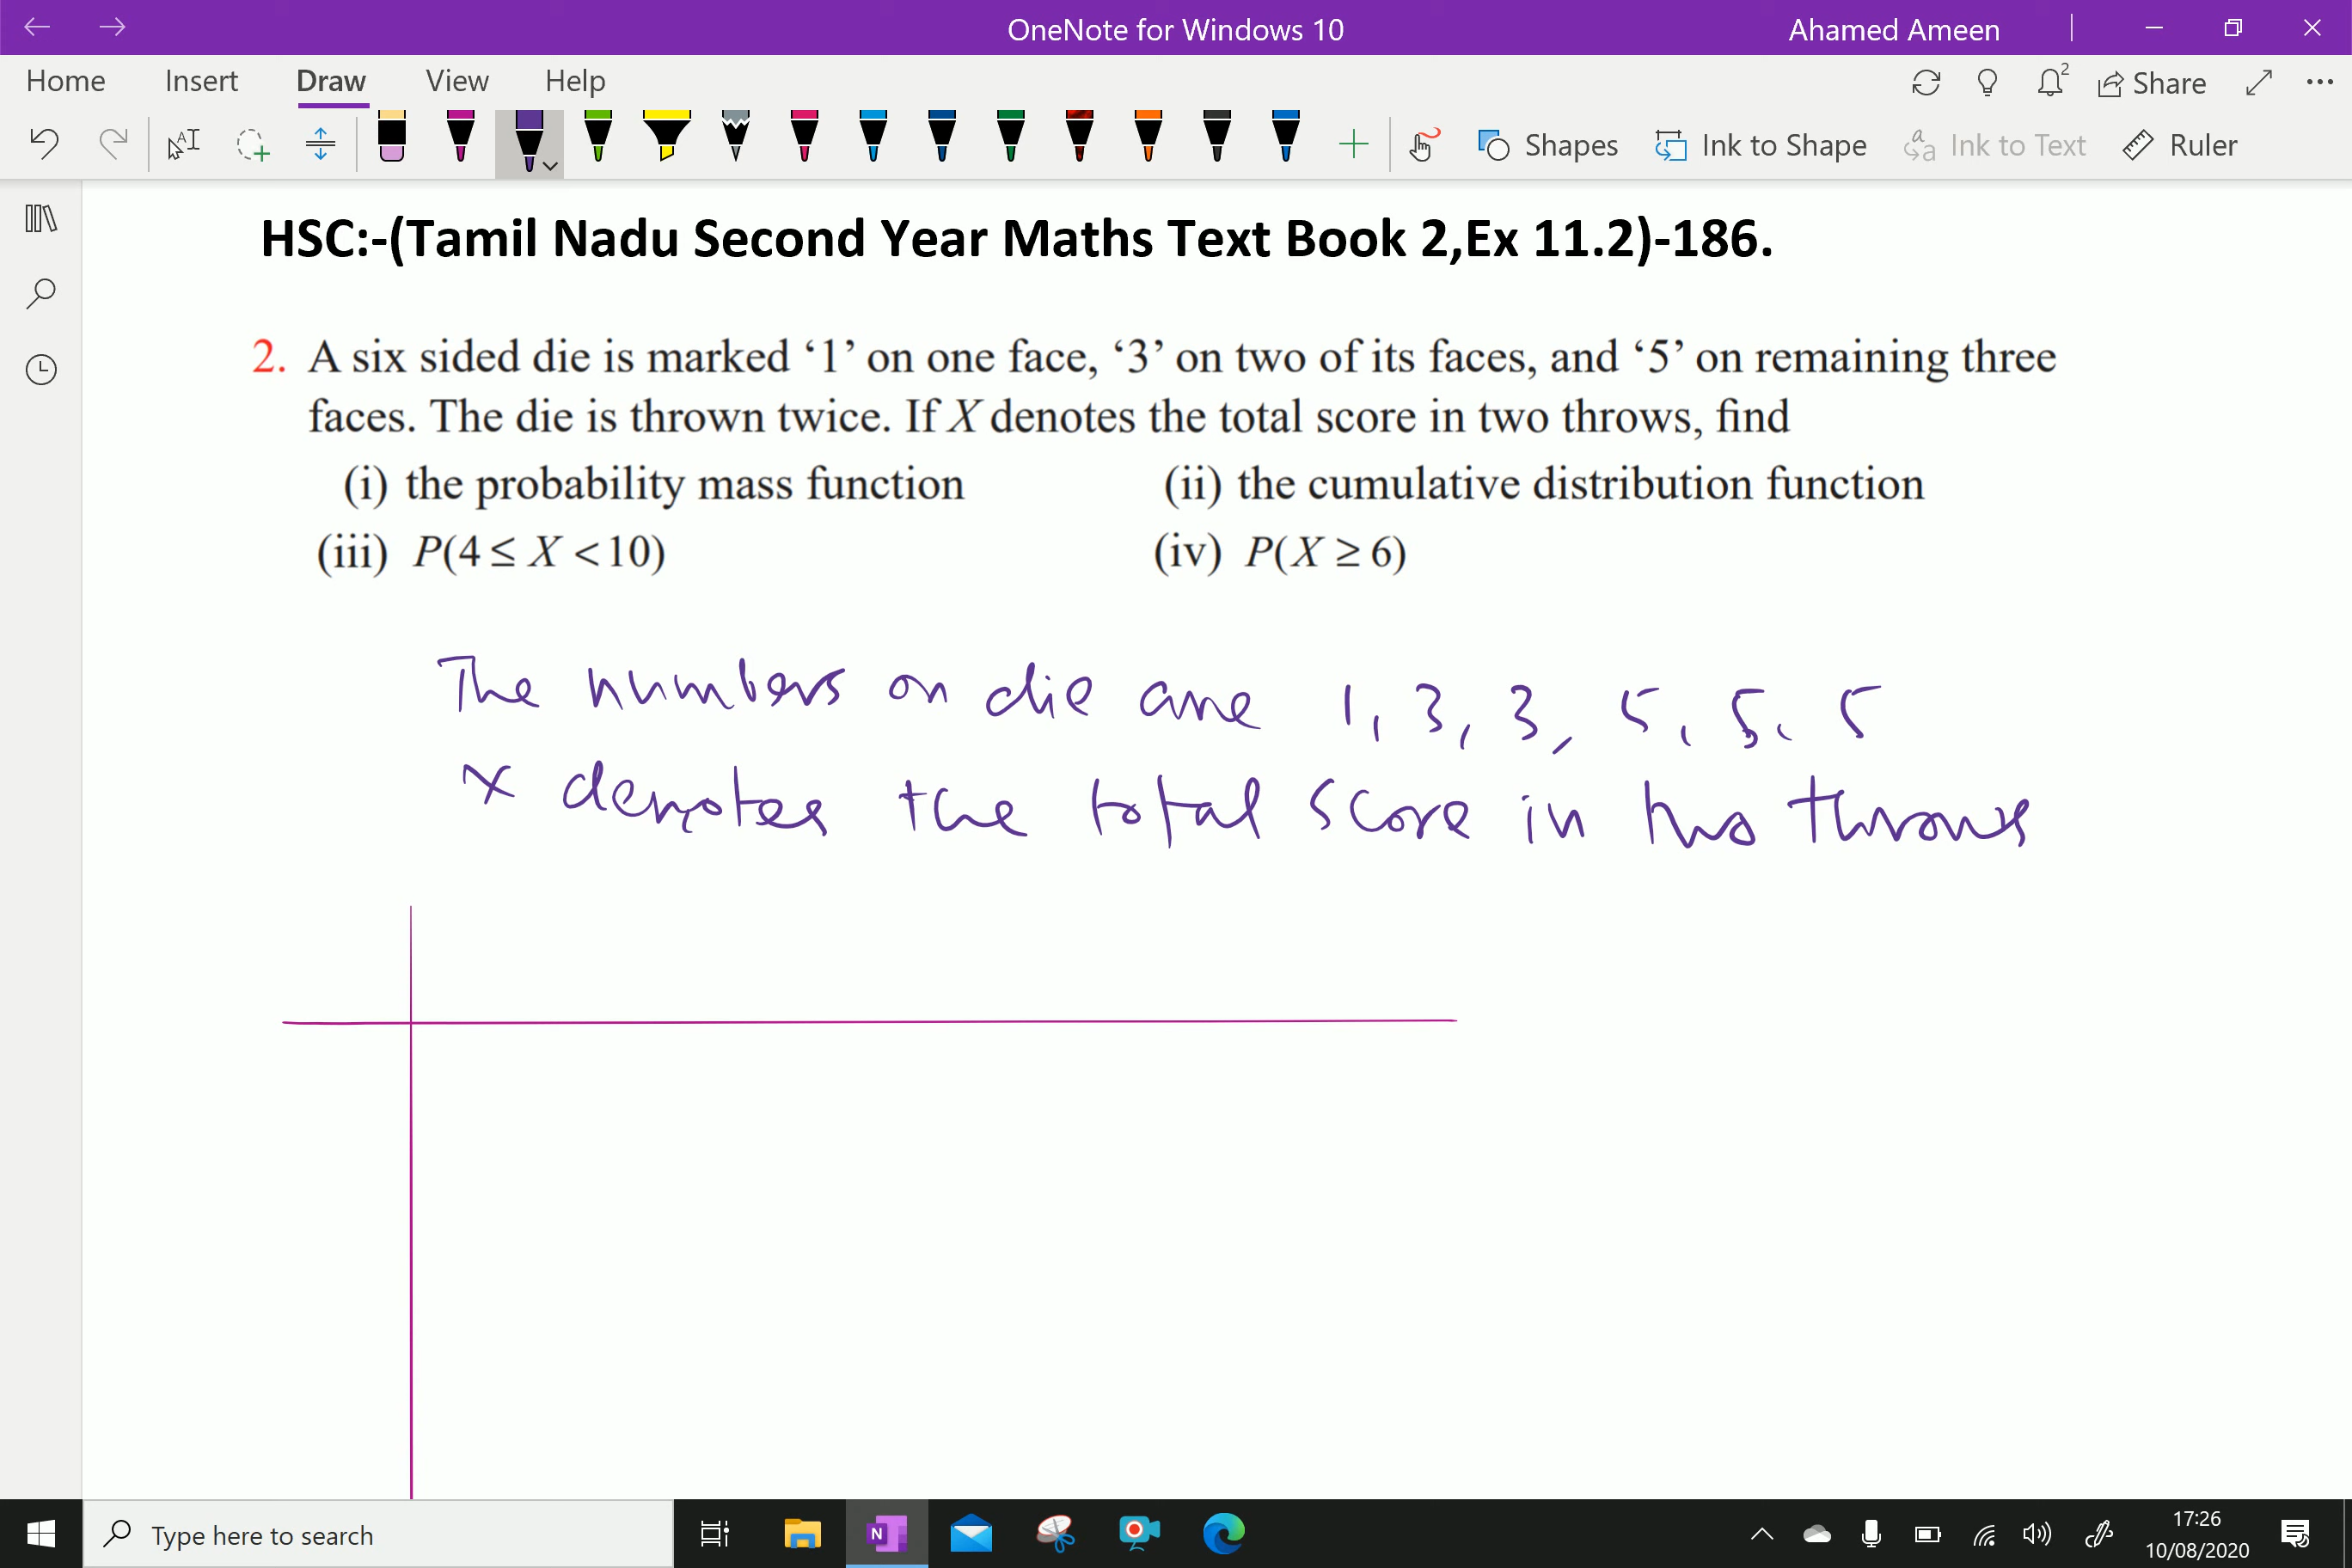 OneNote for Windows 10
Ahamed Ameen
Home Insert Draw View Help
2 Share
Shapes Ink to Shape Ink to Text Ruler
HSC:-(Tamil Nadu Second Year Maths Text Book 2,Ex 11.2)-186.
2. A six sided die is marked ‘1’ on one face, ‘3’ on two of its faces, and ‘5’ on remaining three
faces. The die is thrown twice. If X denotes the total score in two throws, find
(i) the probability mass function (ii) the cumulative distribution function
(iii) P(4 ≤ X < 10) (iv) P(X ≥ 6)
The numbers on die are 1, 3, 3, 5, 5, 5
X denotes the total score in two throws
Type here to search
17:26
10/08/2020